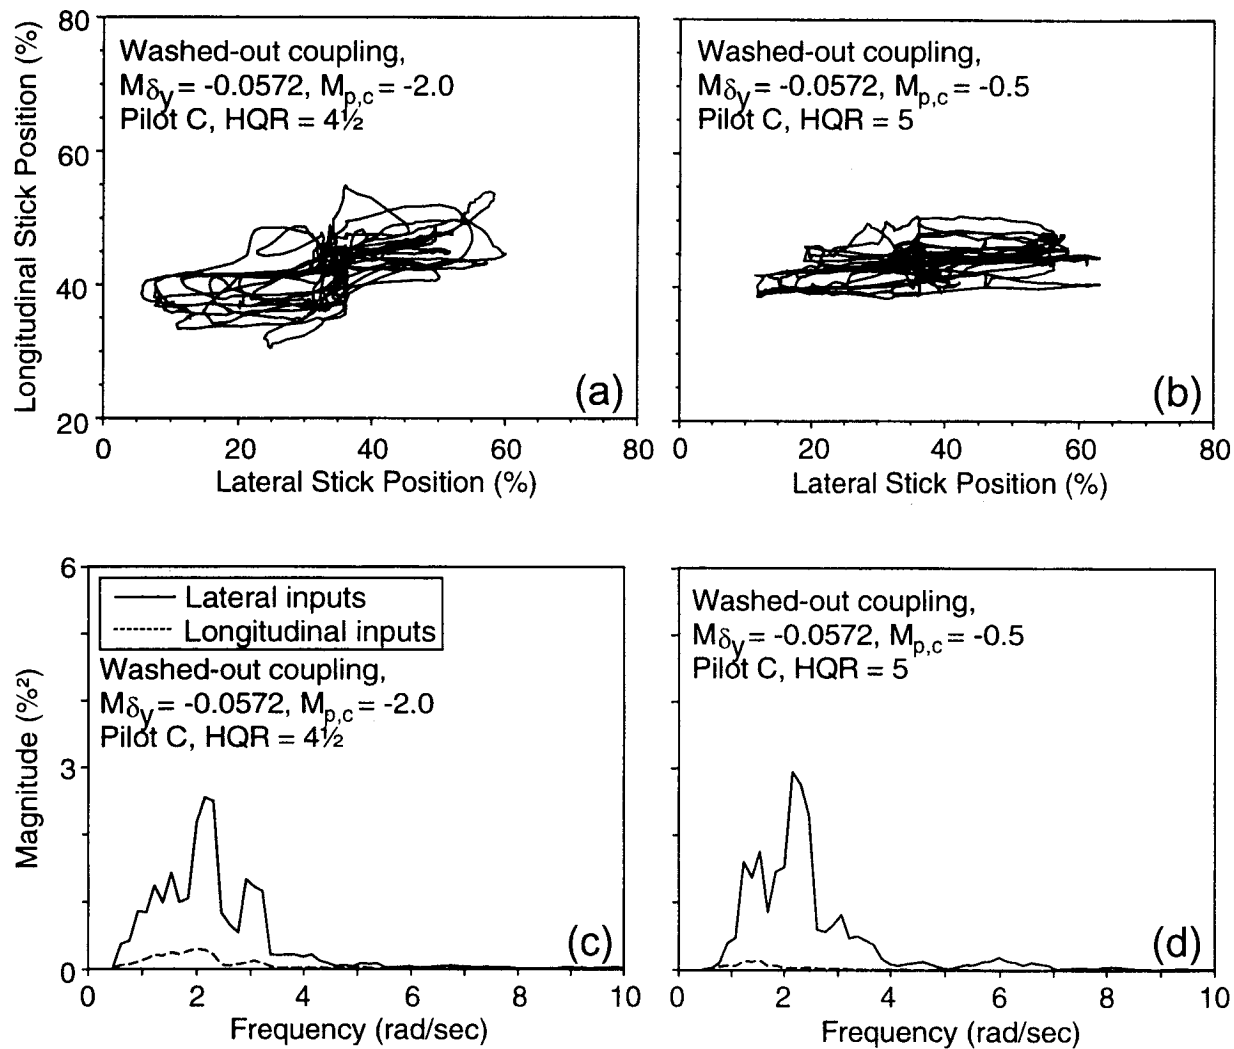 Longitudinal Stick Position (%)
80
60
40
20
Washed-out coupling,
Mδy = -0.0572, Mp,c = -2.0
Pilot C, HQR = 4½
(a)
0 20 40 60 80
Lateral Stick Position (%)
Washed-out coupling,
Mδy = -0.0572, Mp,c = -0.5
Pilot C, HQR = 5
(b)
0 20 40 60 80
Lateral Stick Position (%)
Magnitude (%²)
6
3
0
Lateral inputs
Longitudinal inputs
Washed-out coupling,
Mδy = -0.0572, Mp,c = -2.0
Pilot C, HQR = 4½
(c)
0 2 4 6 8 10
Frequency (rad/sec)
Washed-out coupling,
Mδy = -0.0572, Mp,c = -0.5
Pilot C, HQR = 5
(d)
0 2 4 6 8 10
Frequency (rad/sec)